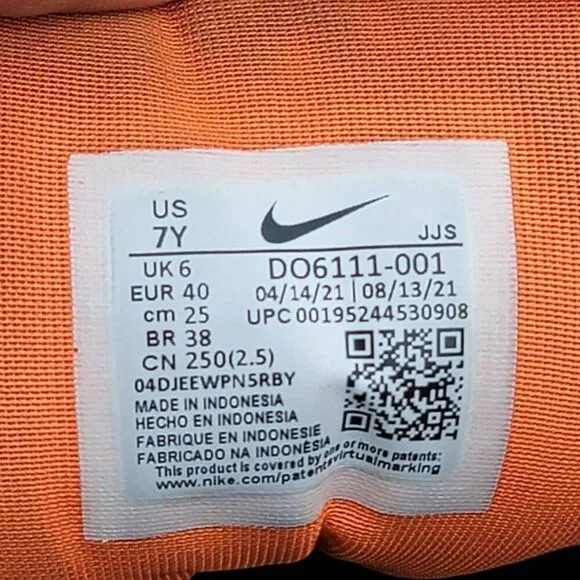 US
7Y
JJS
UK 6
DO6111-001
EUR 40
04/14/21 | 08/13/21
cm 25
UPC 00195244530908
BR 38
CN 250(2.5)
04DJEEWPN5RBY
MADE IN INDONESIA
HECHO EN INDONESIA
FABRIQUE EN INDONESIE
FABRICADO NA INDONÈSIA
This product is covered by one or more patents:
www.nike.com/patentsvirtualmarking